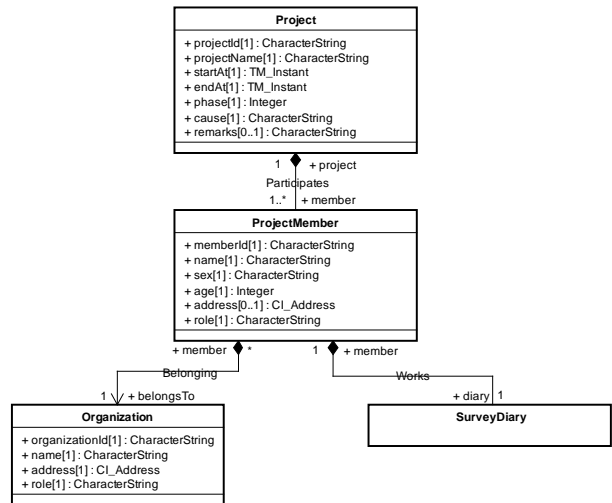 Project
+ projectId[1] : CharacterString
+ projectName[1] : CharacterString
+ startAt[1] : TM_Instant
+ endAt[1] : TM_Instant
+ phase[1] : Integer
+ cause[1] : CharacterString
+ remarks[0..1] : CharacterString
1 + project
Participates
1..* + member
ProjectMember
+ memberId[1] : CharacterString
+ name[1] : CharacterString
+ sex[1] : CharacterString
+ age[1] : Integer
+ address[0..1] : CI_Address
+ role[1] : CharacterString
+ member * 1 + member
Belonging Works
1 + belongsTo + diary 1
Organization
+ organizationId[1] : CharacterString
+ name[1] : CharacterString
+ address[1] : CI_Address
+ role[1] : CharacterString
SurveyDiary